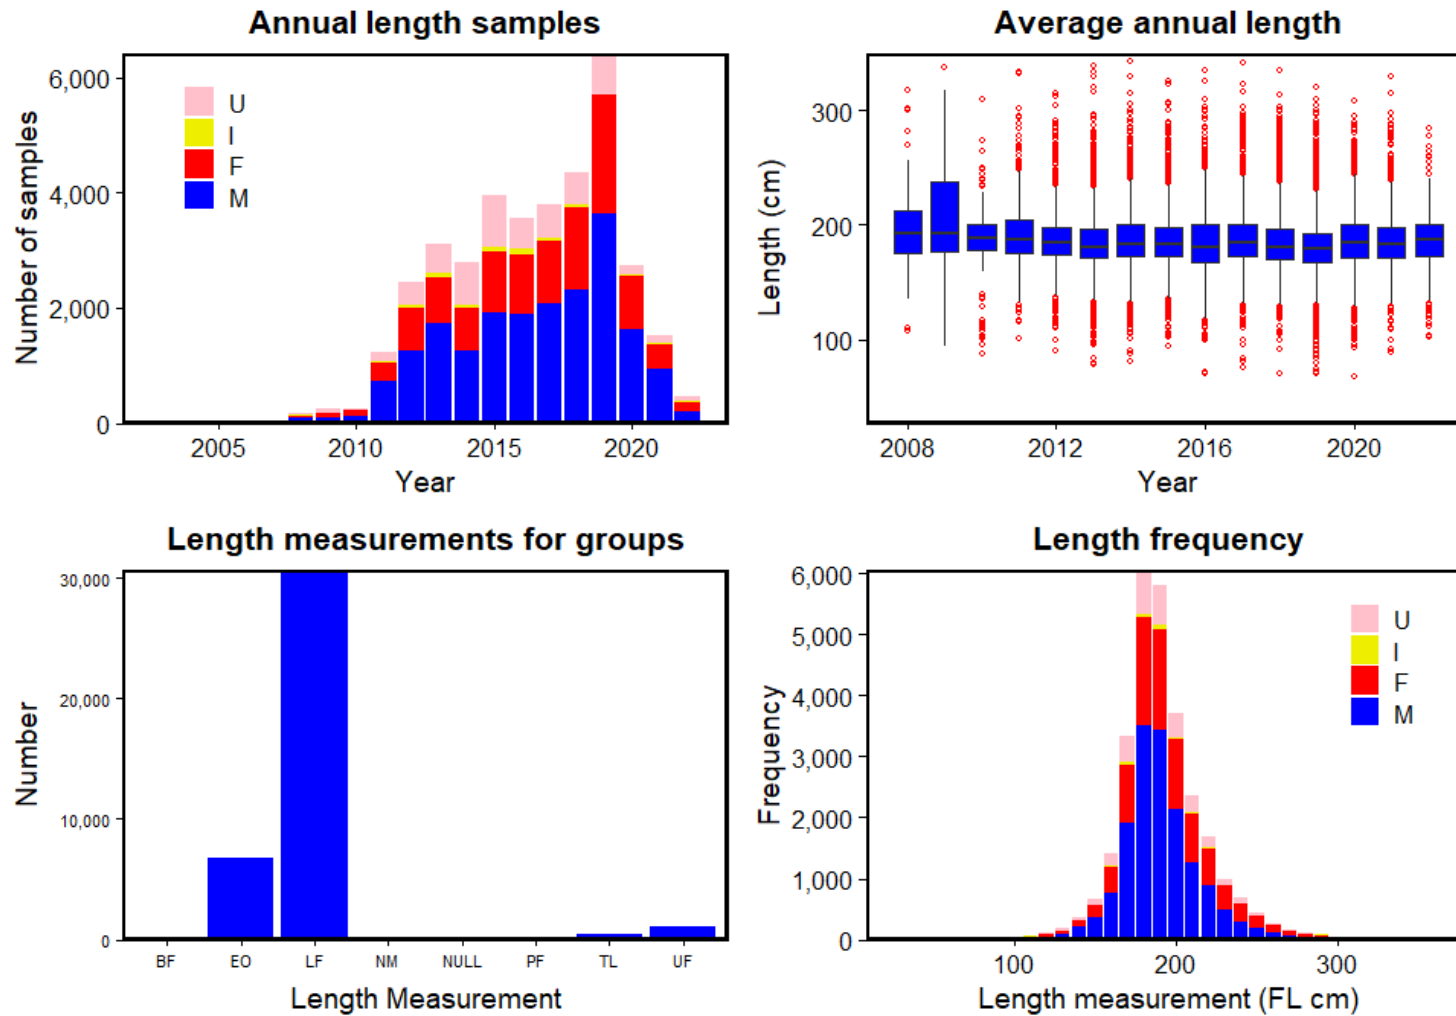 Annual length samples
Number of samples
6,000
4,000
2,000
0
U
I
F
M
2005 2010 2015 2020
Year
Average annual length
Length (cm)
300
200
100
2008 2012 2016 2020
Year
Length measurements for groups
Number
30,000
20,000
10,000
0
BF EO LF NM NULL PF TL UF
Length Measurement
Length frequency
Frequency
6,000
5,000
4,000
3,000
2,000
1,000
0
U
I
F
M
100 200 300
Length measurement (FL cm)